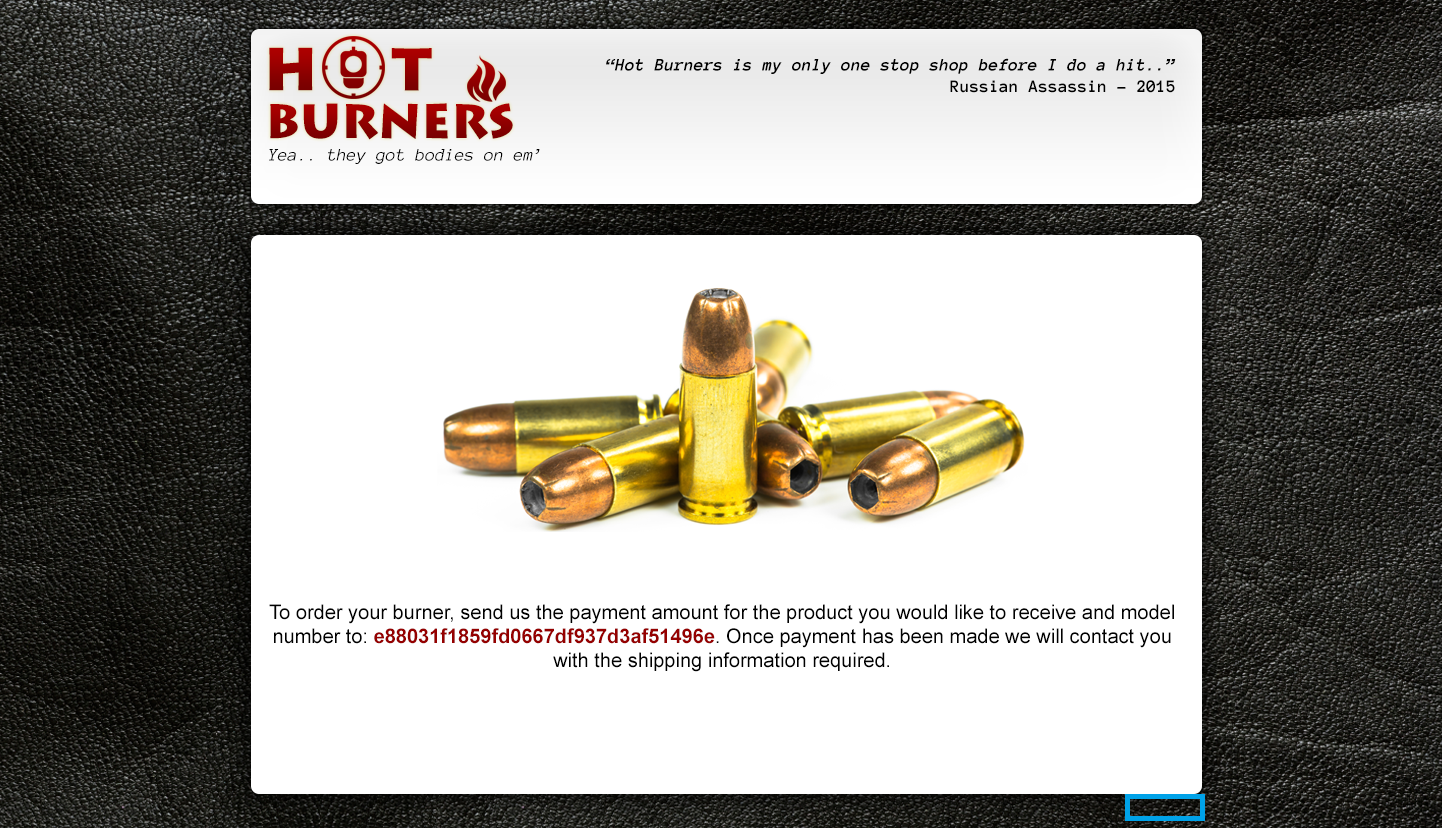 HOT
BURNERS
Yea.. they got bodies on em’
“Hot Burners is my only one stop shop before I do a hit..”
Russian Assassin – 2015
To order your burner, send us the payment amount for the product you would like to receive and model
number to: e88031f1859fd0667df937d3af51496e. Once payment has been made we will contact you
with the shipping information required.